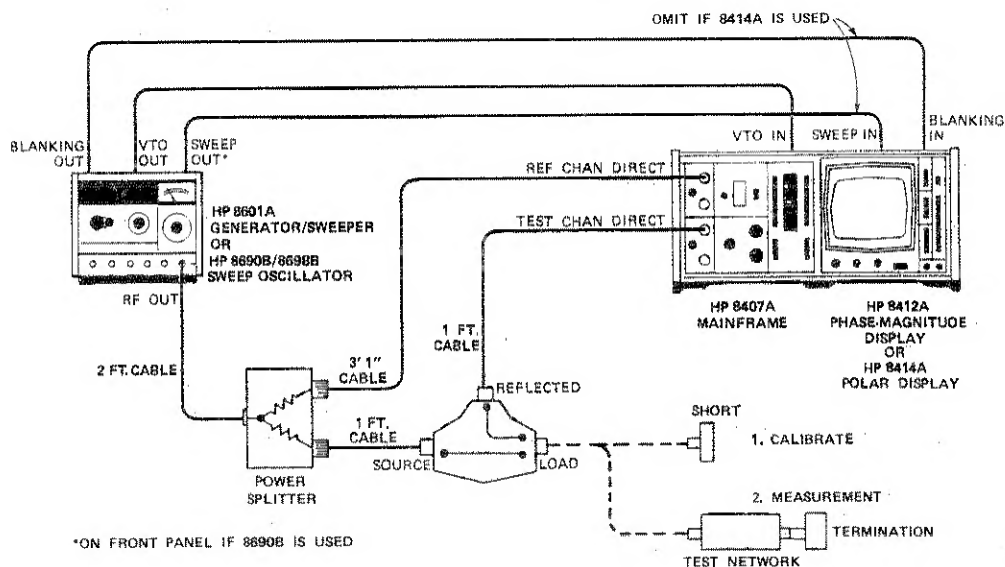 OMIT IF 8414A IS USED
BLANKING
OUT
VTO
OUT
SWEEP
OUT*
VTO IN
SWEEP IN
BLANKING
IN
REF CHAN DIRECT
TEST CHAN DIRECT
HP 8601A
GENERATOR/SWEEPER
OR
HP 8690B/8698B
SWEEP OSCILLATOR
RF OUT
HP 8407A
MAINFRAME
HP 8412A
PHASE-MAGNITUDE
DISPLAY
OR
HP 8414A
POLAR DISPLAY
2 FT. CABLE
3' 1"
CABLE
1 FT.
CABLE
1 FT.
CABLE
REFLECTED
SOURCE
LOAD
POWER
SPLITTER
SHORT
1. CALIBRATE
2. MEASUREMENT
TERMINATION
TEST NETWORK
*ON FRONT PANEL IF 8690B IS USED